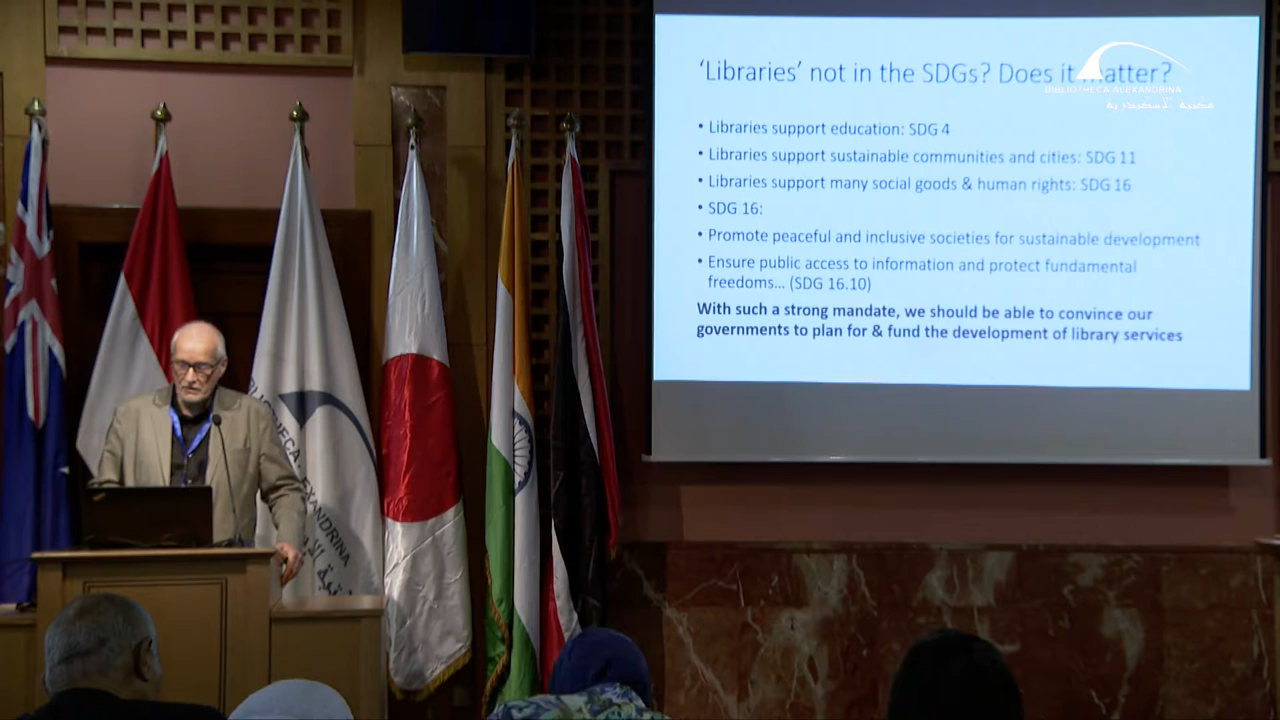 'Libraries' not in the SDGs? Does it matter?
BIBLIOTHECA ALEXANDRINA
مكتبة الإسكندرية
• Libraries support education: SDG 4
• Libraries support sustainable communities and cities: SDG 11
• Libraries support many social goods & human rights: SDG 16
• SDG 16:
• Promote peaceful and inclusive societies for sustainable development
• Ensure public access to information and protect fundamental
freedoms... (SDG 16.10)
With such a strong mandate, we should be able to convince our
governments to plan for & fund the development of library services